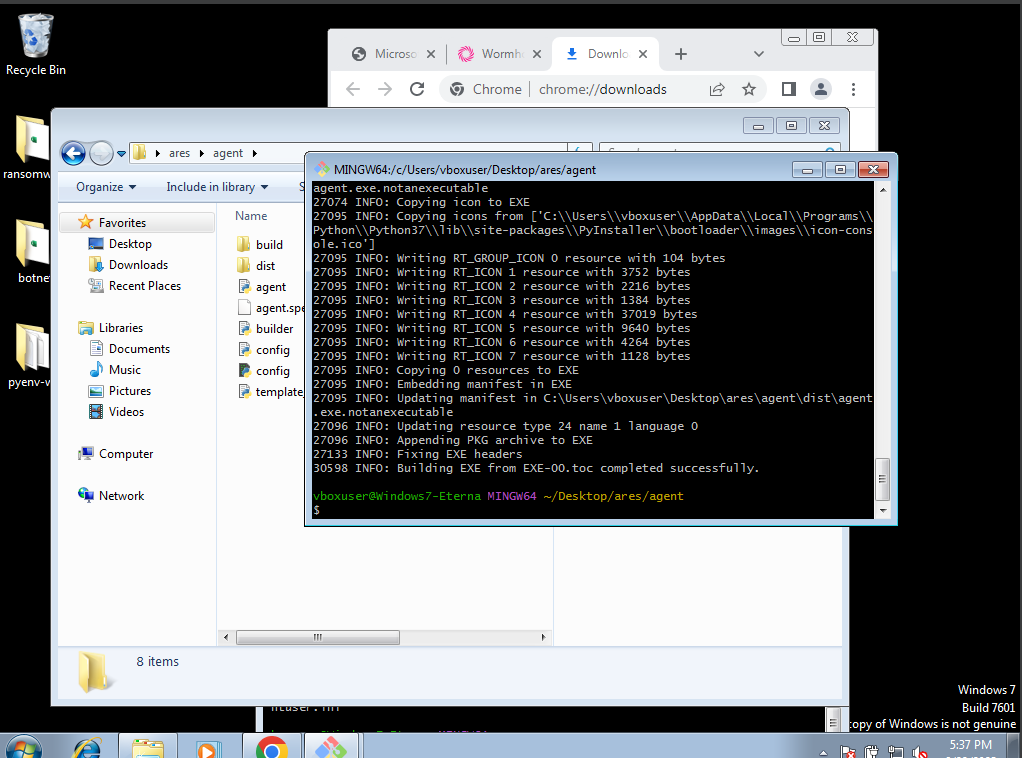 Recycle Bin
Microso
Wormh
Downlo
Chrome
chrome://downloads
ransomw
botne
pyenv-v
ares
agent
Organize
Include in library
Favorites
Desktop
Downloads
Recent Places
Libraries
Documents
Music
Pictures
Videos
Computer
Network
Name
build
dist
agent
agent.spe
builder
config
config
template_
8 items
MINGW64:/c/Users/vboxuser/Desktop/ares/agent
agent.exe.notanexecutable
27074 INFO: Copying icon to EXE
27095 INFO: Copying icons from ['C:\\Users\\vboxuser\\AppData\\Local\\Programs\\
Python\\Python37\\lib\\site-packages\\PyInstaller\\bootloader\\images\\icon-cons
ole.ico']
27095 INFO: Writing RT_GROUP_ICON 0 resource with 104 bytes
27095 INFO: Writing RT_ICON 1 resource with 3752 bytes
27095 INFO: Writing RT_ICON 2 resource with 2216 bytes
27095 INFO: Writing RT_ICON 3 resource with 1384 bytes
27095 INFO: Writing RT_ICON 4 resource with 37019 bytes
27095 INFO: Writing RT_ICON 5 resource with 9640 bytes
27095 INFO: Writing RT_ICON 6 resource with 4264 bytes
27095 INFO: Writing RT_ICON 7 resource with 1128 bytes
27095 INFO: Copying 0 resources to EXE
27095 INFO: Embedding manifest in EXE
27095 INFO: Updating manifest in C:\Users\vboxuser\Desktop\ares\agent\dist\agent
.exe.notanexecutable
27096 INFO: Updating resource type 24 name 1 language 0
27096 INFO: Appending PKG archive to EXE
27133 INFO: Fixing EXE headers
30598 INFO: Building EXE from EXE-00.toc completed successfully.
vboxuser@Windows7-Eterna MINGW64 ~/Desktop/ares/agent
$
Windows 7
Build 7601
copy of Windows is not genuine
5:37 PM